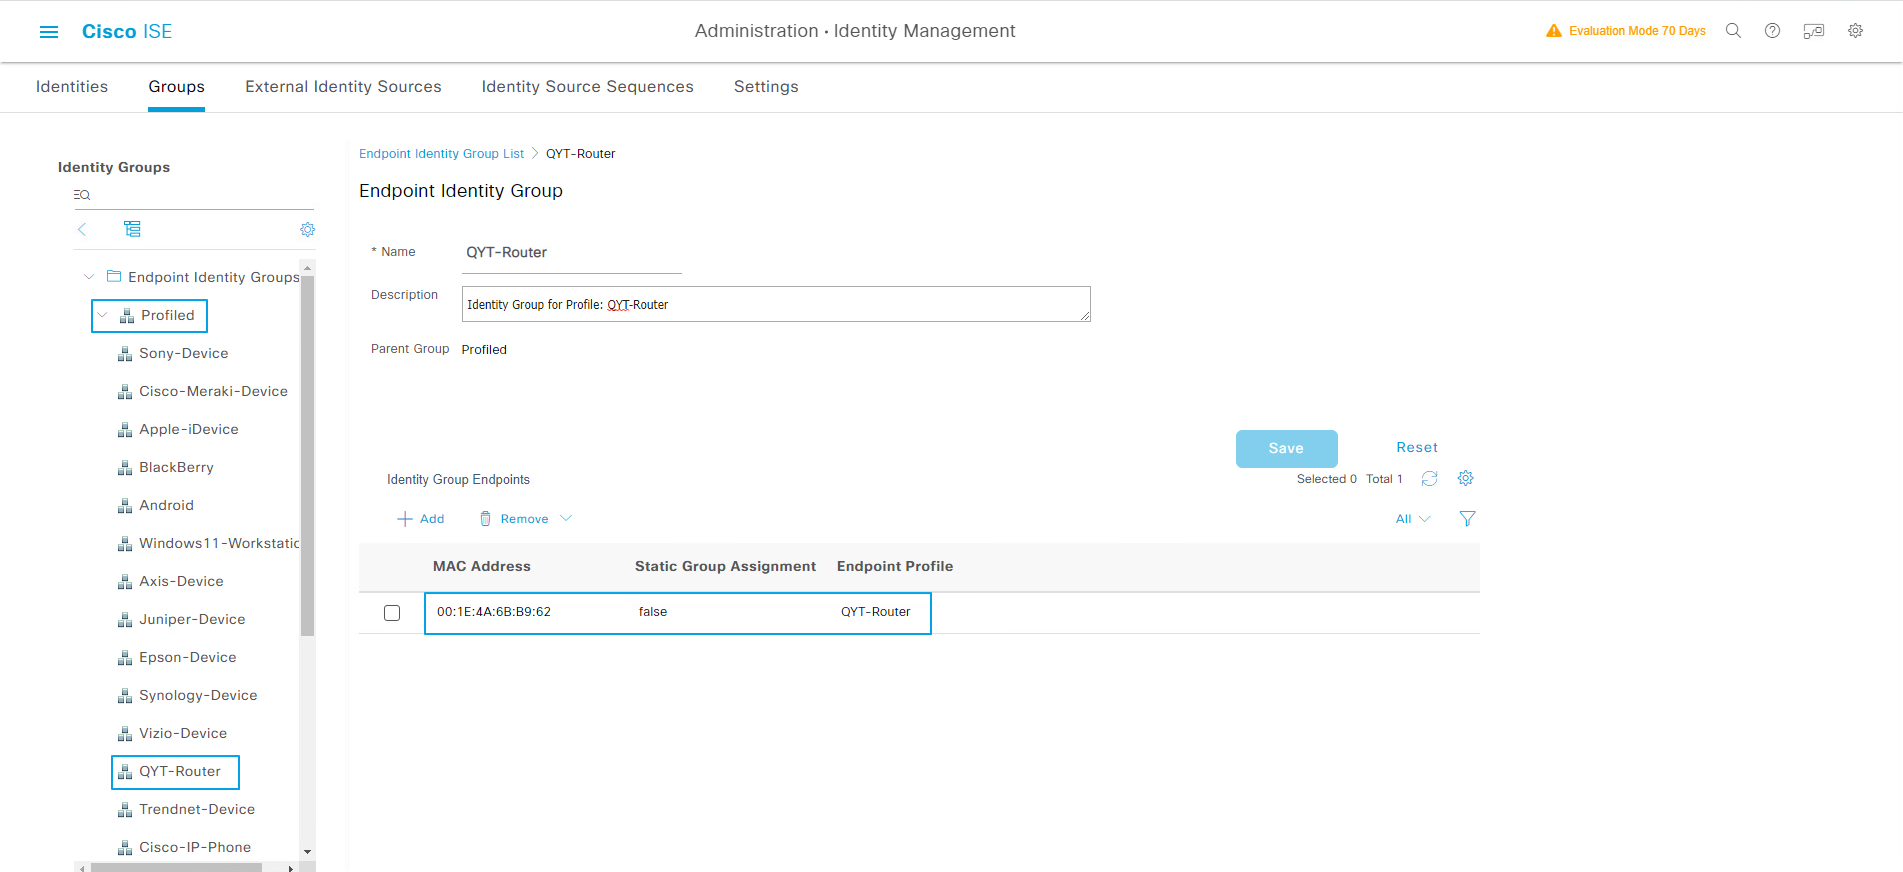 Cisco ISE
Administration · Identity Management
Evaluation Mode 70 Days
Identities
Groups
External Identity Sources
Identity Source Sequences
Settings
Identity Groups
Endpoint Identity Groups
Profiled
Sony-Device
Cisco-Meraki-Device
Apple-iDevice
BlackBerry
Android
Windows11-Workstatio
Axis-Device
Juniper-Device
Epson-Device
Synology-Device
Vizio-Device
QYT-Router
Trendnet-Device
Cisco-IP-Phone
Endpoint Identity Group List > QYT-Router
Endpoint Identity Group
* Name QYT-Router
Description Identity Group for Profile: QYT-Router
Parent Group Profiled
Save Reset
Identity Group Endpoints
Selected 0 Total 1
Add Remove
All
MAC Address Static Group Assignment Endpoint Profile
00:1E:4A:6B:B9:62 false QYT-Router